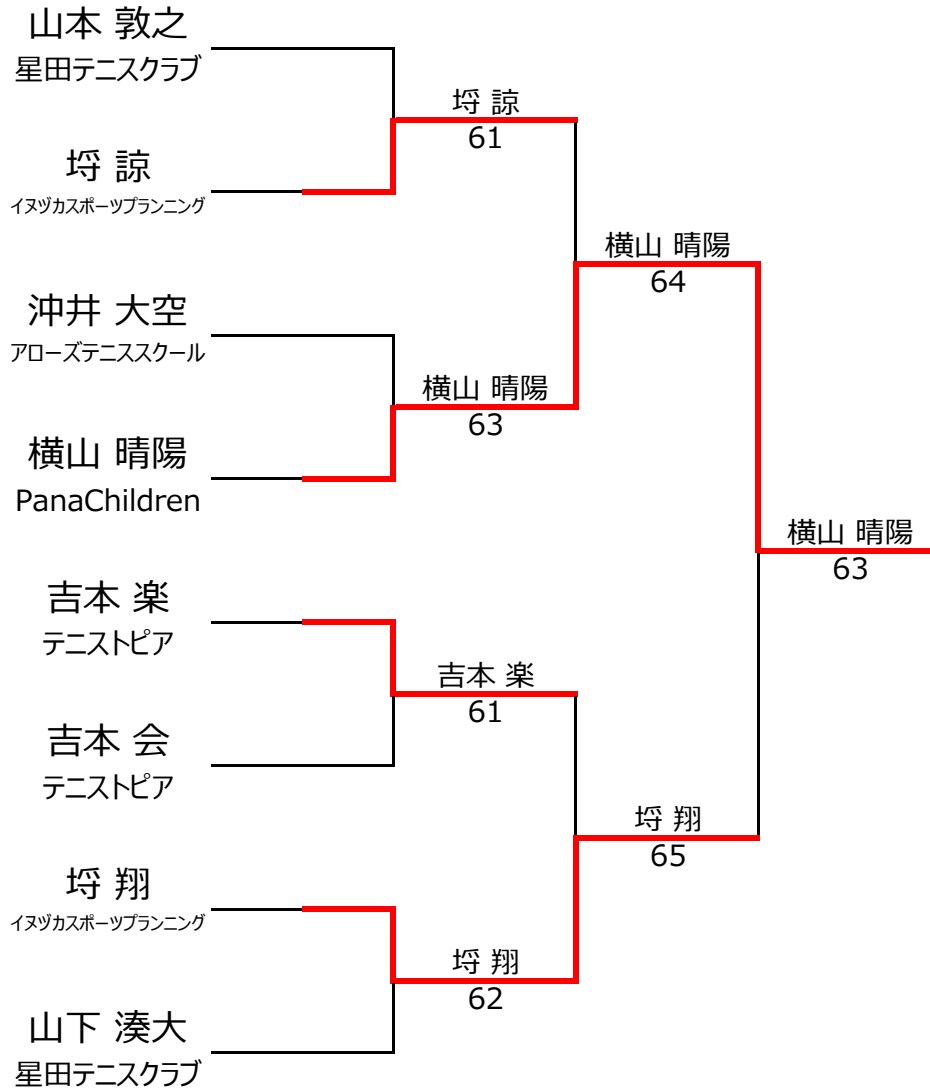 山本 敦之
星田テニスクラブ
埒 諒
61
埒 諒
イヌヅカスポーツプランニング
横山 晴陽
64
沖井 大空
アローズテニススクール
横山 晴陽
63
横山 晴陽
PanaChildren
横山 晴陽
63
吉本 楽
テニストピア
吉本 楽
61
吉本 会
テニストピア
埒 翔
65
埒 翔
イヌヅカスポーツプランニング
埒 翔
62
山下 湊大
星田テニスクラブ